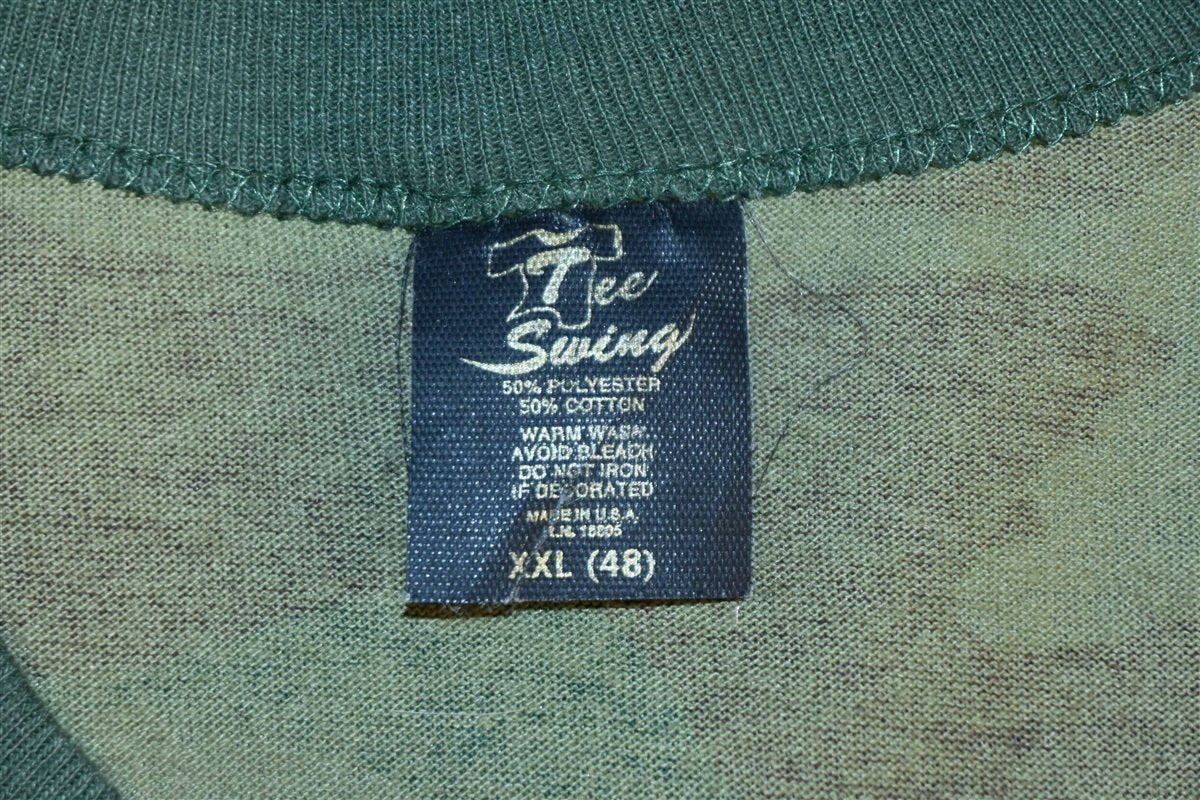 Tee
Swing
50% POLYESTER
50% COTTON
WARM WASH
AVOID BLEACH
DO NOT IRON
IF DECORATED
MADE IN U.S.A.
L.N.
XXL (48)